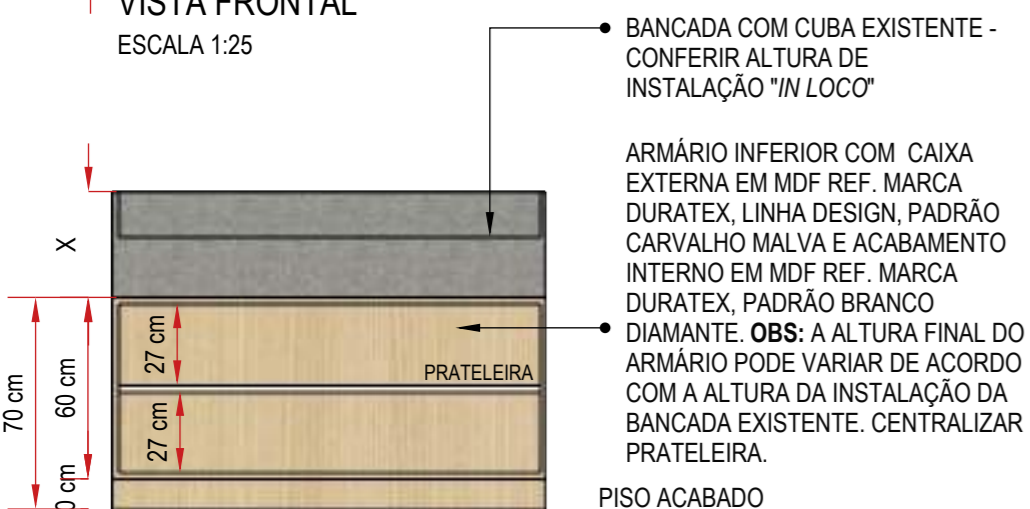 VISTA FRONTAL
ESCALA 1:25
BANCADA COM CUBA EXISTENTE -
CONFERIR ALTURA DE
INSTALAÇÃO "IN LOCO"
ARMÁRIO INFERIOR COM CAIXA
EXTERNA EM MDF REF. MARCA
DURATEX, LINHA DESIGN, PADRÃO
CARVALHO MALVA E ACABAMENTO
INTERNO EM MDF REF. MARCA
DURATEX, PADRÃO BRANCO
DIAMANTE. OBS: A ALTURA FINAL DO
ARMÁRIO PODE VARIAR DE ACORDO
COM A ALTURA DA INSTALAÇÃO DA
BANCADA EXISTENTE. CENTRALIZAR
PRATELEIRA.
PISO ACABADO
X
70 cm
60 cm
27 cm
PRATELEIRA
27 cm
cm